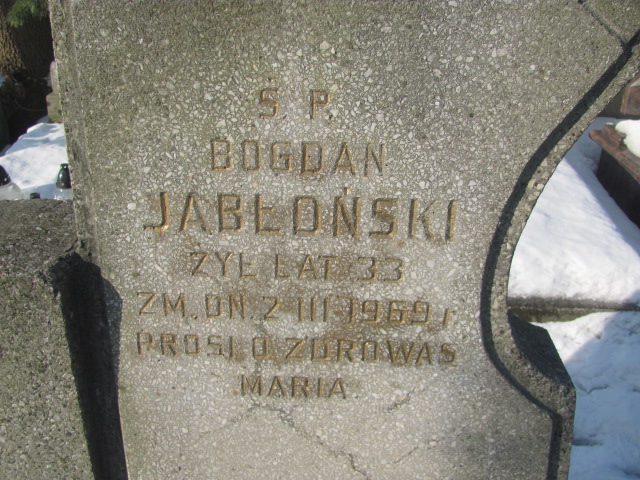 Ś. P.
BOGDAN
JABŁOŃSKI
ŻYŁ LAT 33
ZM. DN. 2 III 1969 r
PROSI O ZDROWAŚ
MARIA